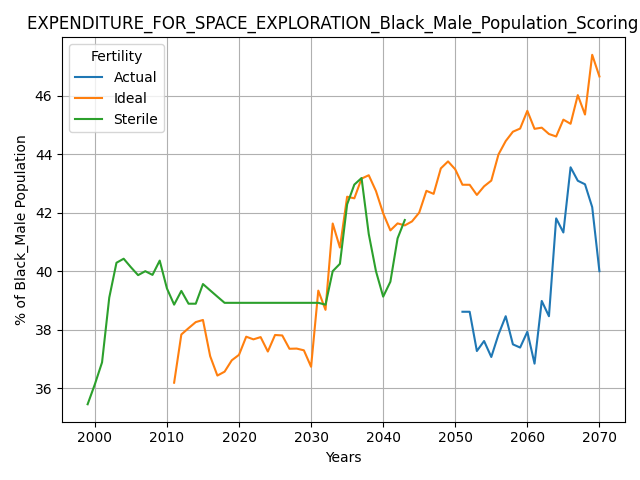 EXPENDITURE_FOR_SPACE_EXPLORATION_Black_Male_Population_Scoring
Fertility
Actual
Ideal
Sterile
% of Black_Male Population
46
44
42
40
38
36
2000 2010 2020 2030 2040 2050 2060 2070
Years